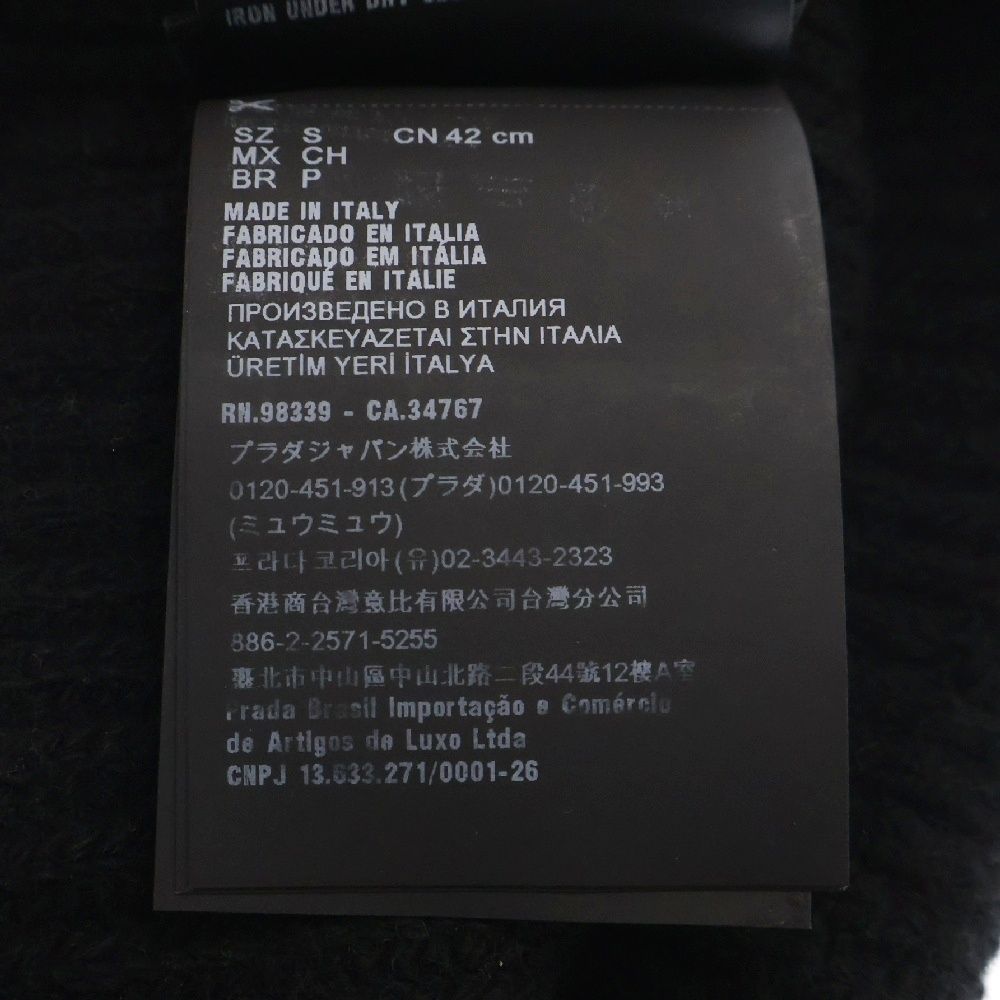 IRON UNDER DRY
SZ S CN 42 cm
MX CH
BR P
MADE IN ITALY
FABRICADO EN ITALIA
FABRICADO EM ITÁLIA
FABRIQUÉ EN ITALIE
ПРОИЗВЕДЕНО В ИТАЛИЯ
ΚΑΤΑΣΚΕΥΑΖΕΤΑΙ ΣΤΗΝ ΙΤΑΛΙΑ
ÜRETİM YERİ İTALYA
RN.98339 - CA.34767
プラダジャパン株式会社
0120-451-913(プラダ)0120-451-993
(ミュウミュウ)
프라다코리아(유)02-3443-2323
香港商台灣意比有限公司台灣分公司
886-2-2571-5255
臺北市中山區中山北路二段44號12樓A室
Prada Brasil Importação e Comércio
de Artigos de Luxo Ltda
CNPJ 13.633.271/0001-26